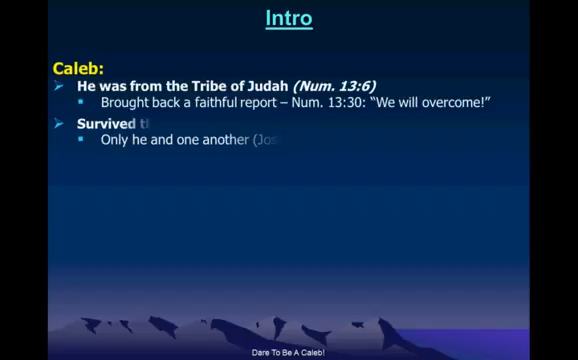 Intro
Caleb:
He was from the Tribe of Judah (Num. 13:6)
Brought back a faithful report – Num. 13:30: “We will overcome!”
Survived
Only he and one another
Dare To Be A Caleb!